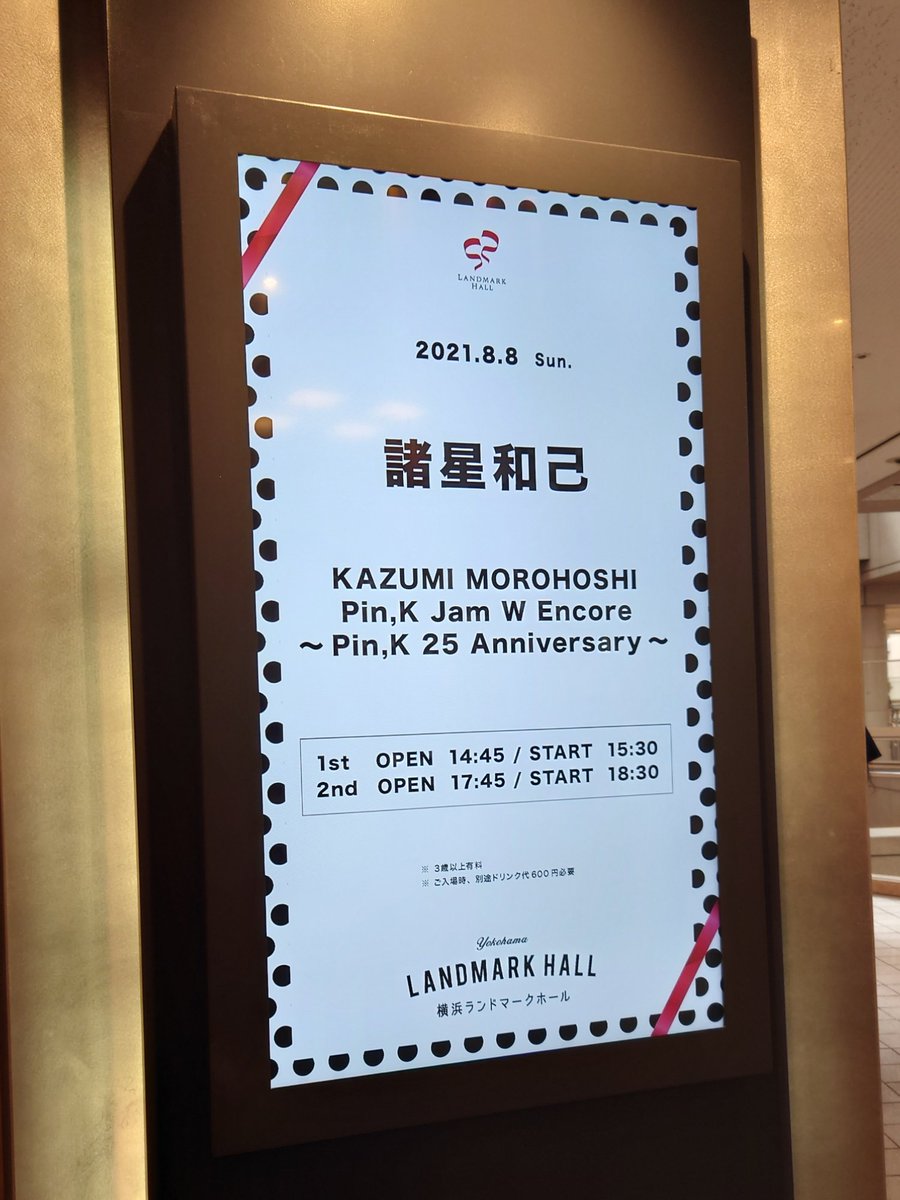 LANDMARK
HALL
2021.8.8 Sun.
諸星和己
KAZUMI MOROHOSHI
Pin,K Jam W Encore
～Pin,K 25 Anniversary～
1st OPEN 14:45 / START 15:30
2nd OPEN 17:45 / START 18:30
※ 3歳以上有料
※ ご入場時、別途ドリンク代600円必要
Yokohama
LANDMARK HALL
横浜ランドマークホール